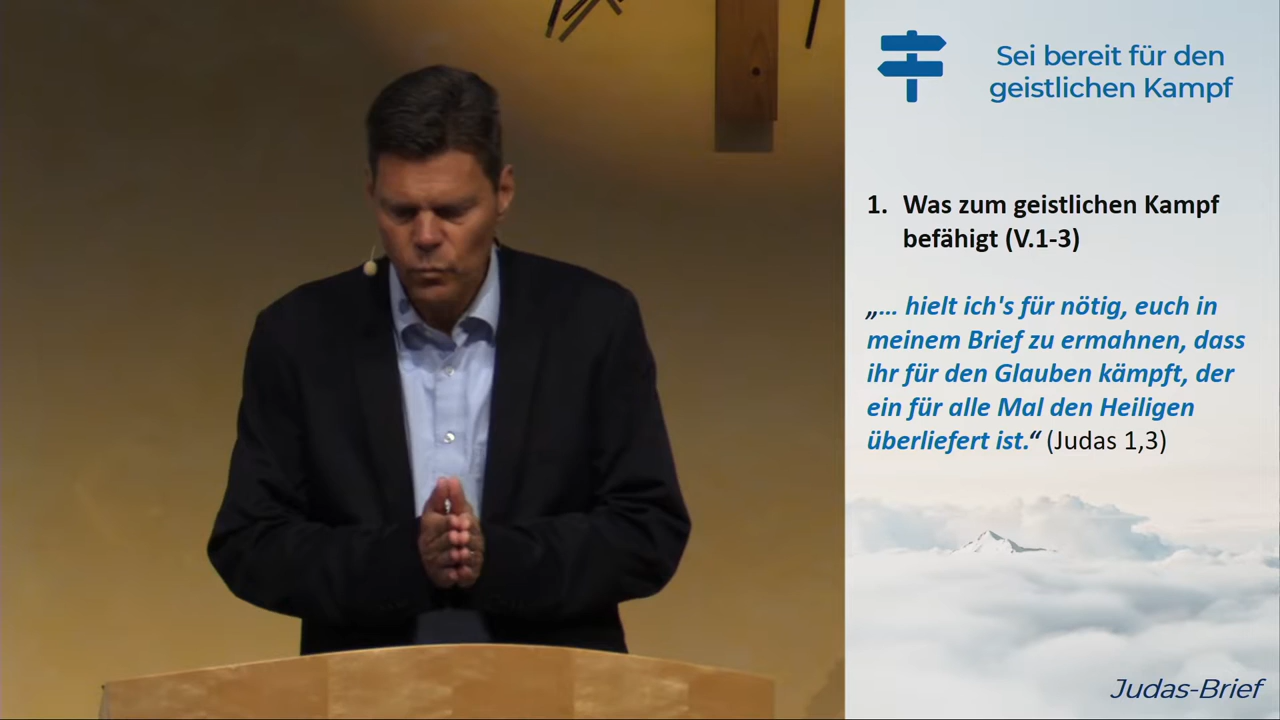 Sei bereit für den
geistlichen Kampf
1. Was zum geistlichen Kampf
befähigt (V.1-3)
„… hielt ich's für nötig, euch in
meinem Brief zu ermahnen, dass
ihr für den Glauben kämpft, der
ein für alle Mal den Heiligen
überliefert ist.“ (Judas 1,3)
Judas-Brief